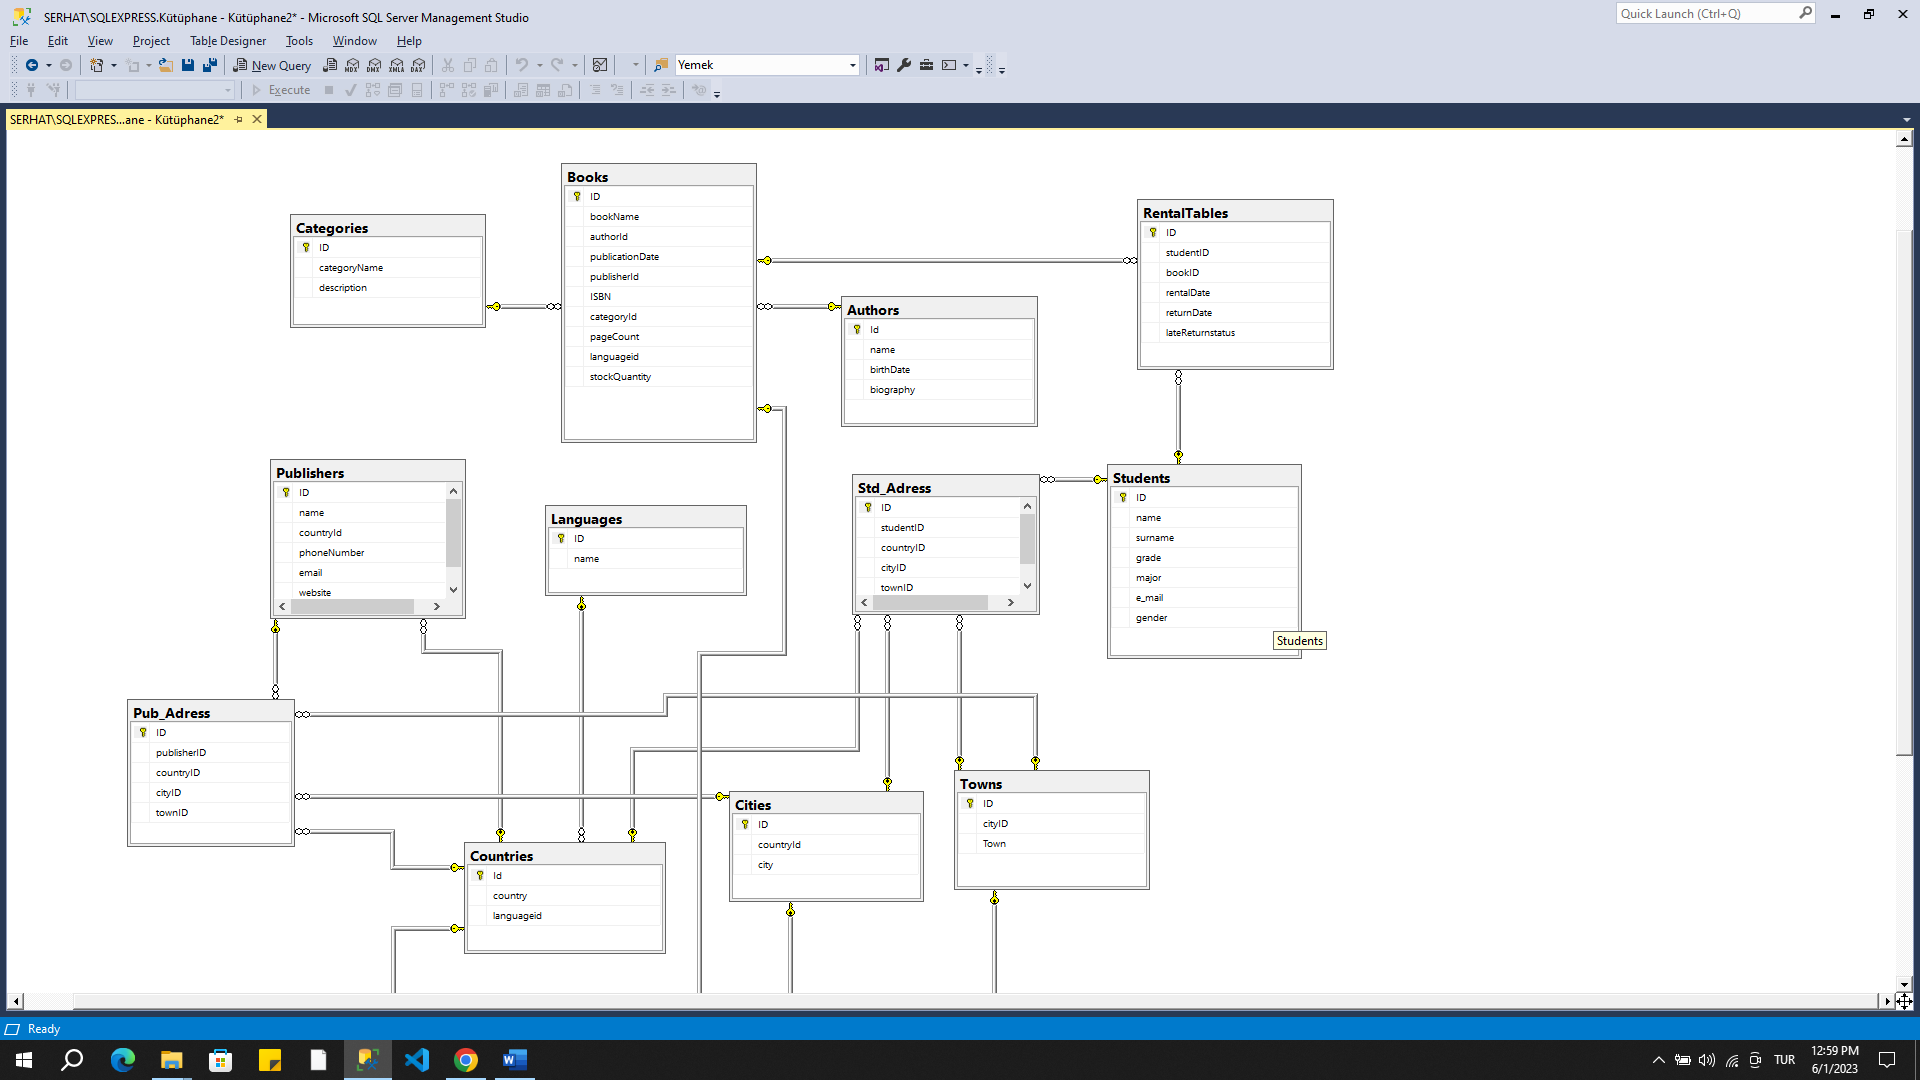 SERHAT\SQLEXPRESS.Kütüphane - Kütüphane2* - Microsoft SQL Server Management Studio
Quick Launch (Ctrl+Q)
File Edit View Project Table Designer Tools Window Help
New Query MDX DMX XMLA DAX Yemek
Execute
SERHAT\SQLEXPRES...ane - Kütüphane2*
Books
ID
bookName
authorId
publicationDate
publisherId
ISBN
categoryId
pageCount
languageid
stockQuantity
Categories
ID
categoryName
description
RentalTables
ID
studentID
bookID
rentalDate
returnDate
lateReturnstatus
Authors
Id
name
birthDate
biography
Publishers
ID
name
countryId
phoneNumber
email
website
Languages
ID
name
Std_Adress
ID
studentID
countryID
cityID
townID
Students
ID
name
surname
grade
major
e_mail
gender
Students
Pub_Adress
ID
publisherID
countryID
cityID
townID
Countries
Id
country
languageid
Cities
ID
countryId
city
Towns
ID
cityID
Town
Ready
TUR
12:59 PM
6/1/2023